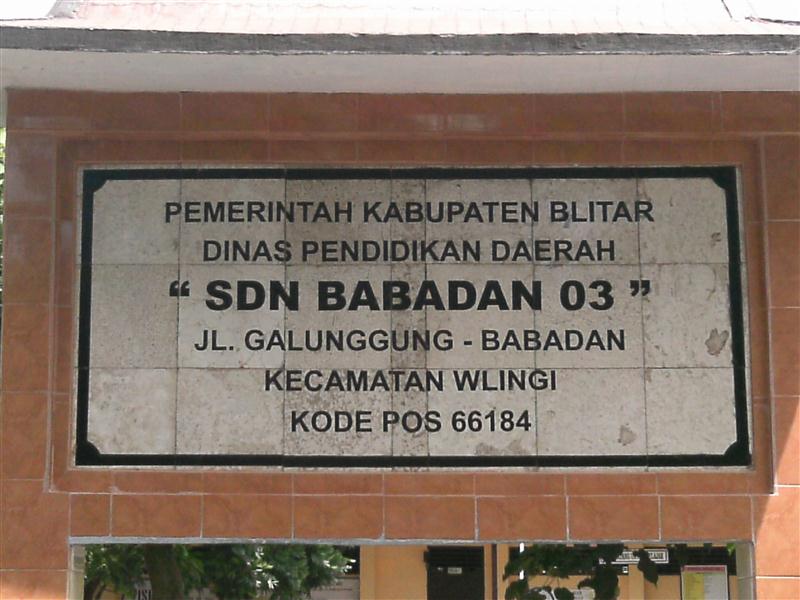 PEMERINTAH KABUPATEN BLITAR
DINAS PENDIDIKAN DAERAH
“ SDN BABADAN 03 ”
JL. GALUNGGUNG - BABADAN
KECAMATAN WLINGI
KODE POS 66184